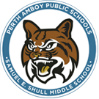 PERTH AMBOY PUBLIC SCHOOLS
SAMUEL E. SHULL MIDDLE SCHOOL